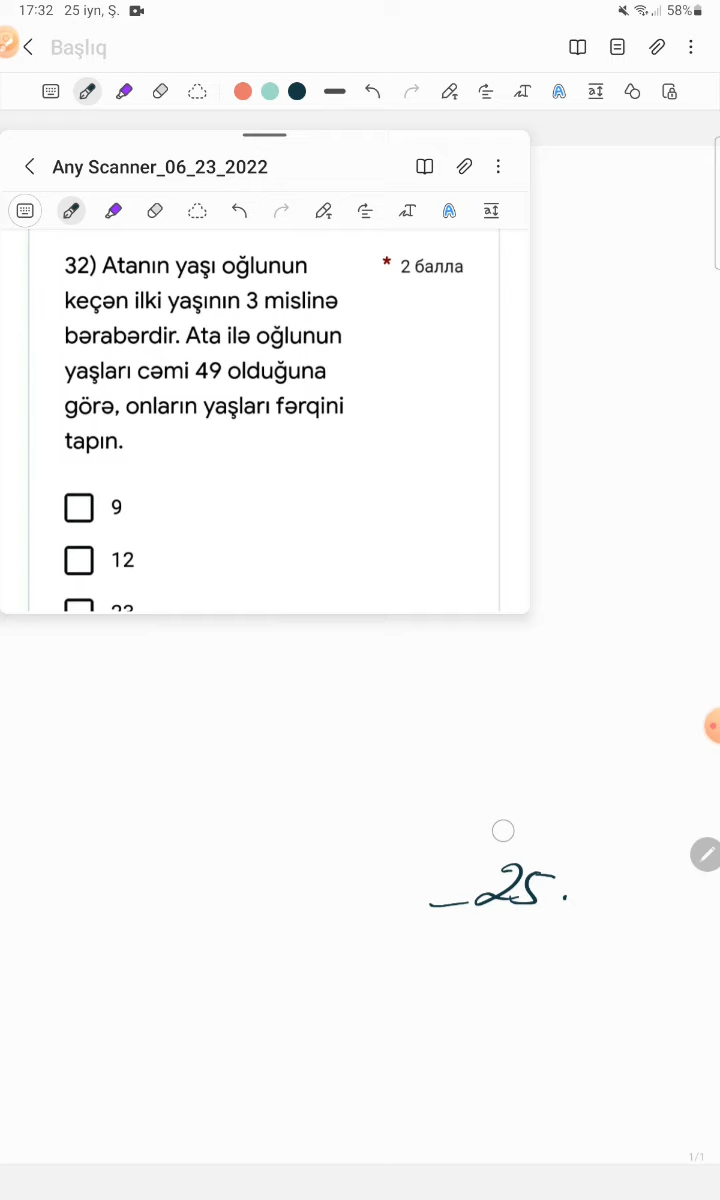 17:32 25 iyn, Ş. 58%
Başlıq
Any Scanner_06_23_2022
32) Atanın yaşı oğlunun
* 2 балла
keçən ilki yaşının 3 mislinə
bərabərdir. Ata ilə oğlunun
yaşları cəmi 49 olduğuna
görə, onların yaşları fərqini
tapın.
9
12
23
-25.
1/1